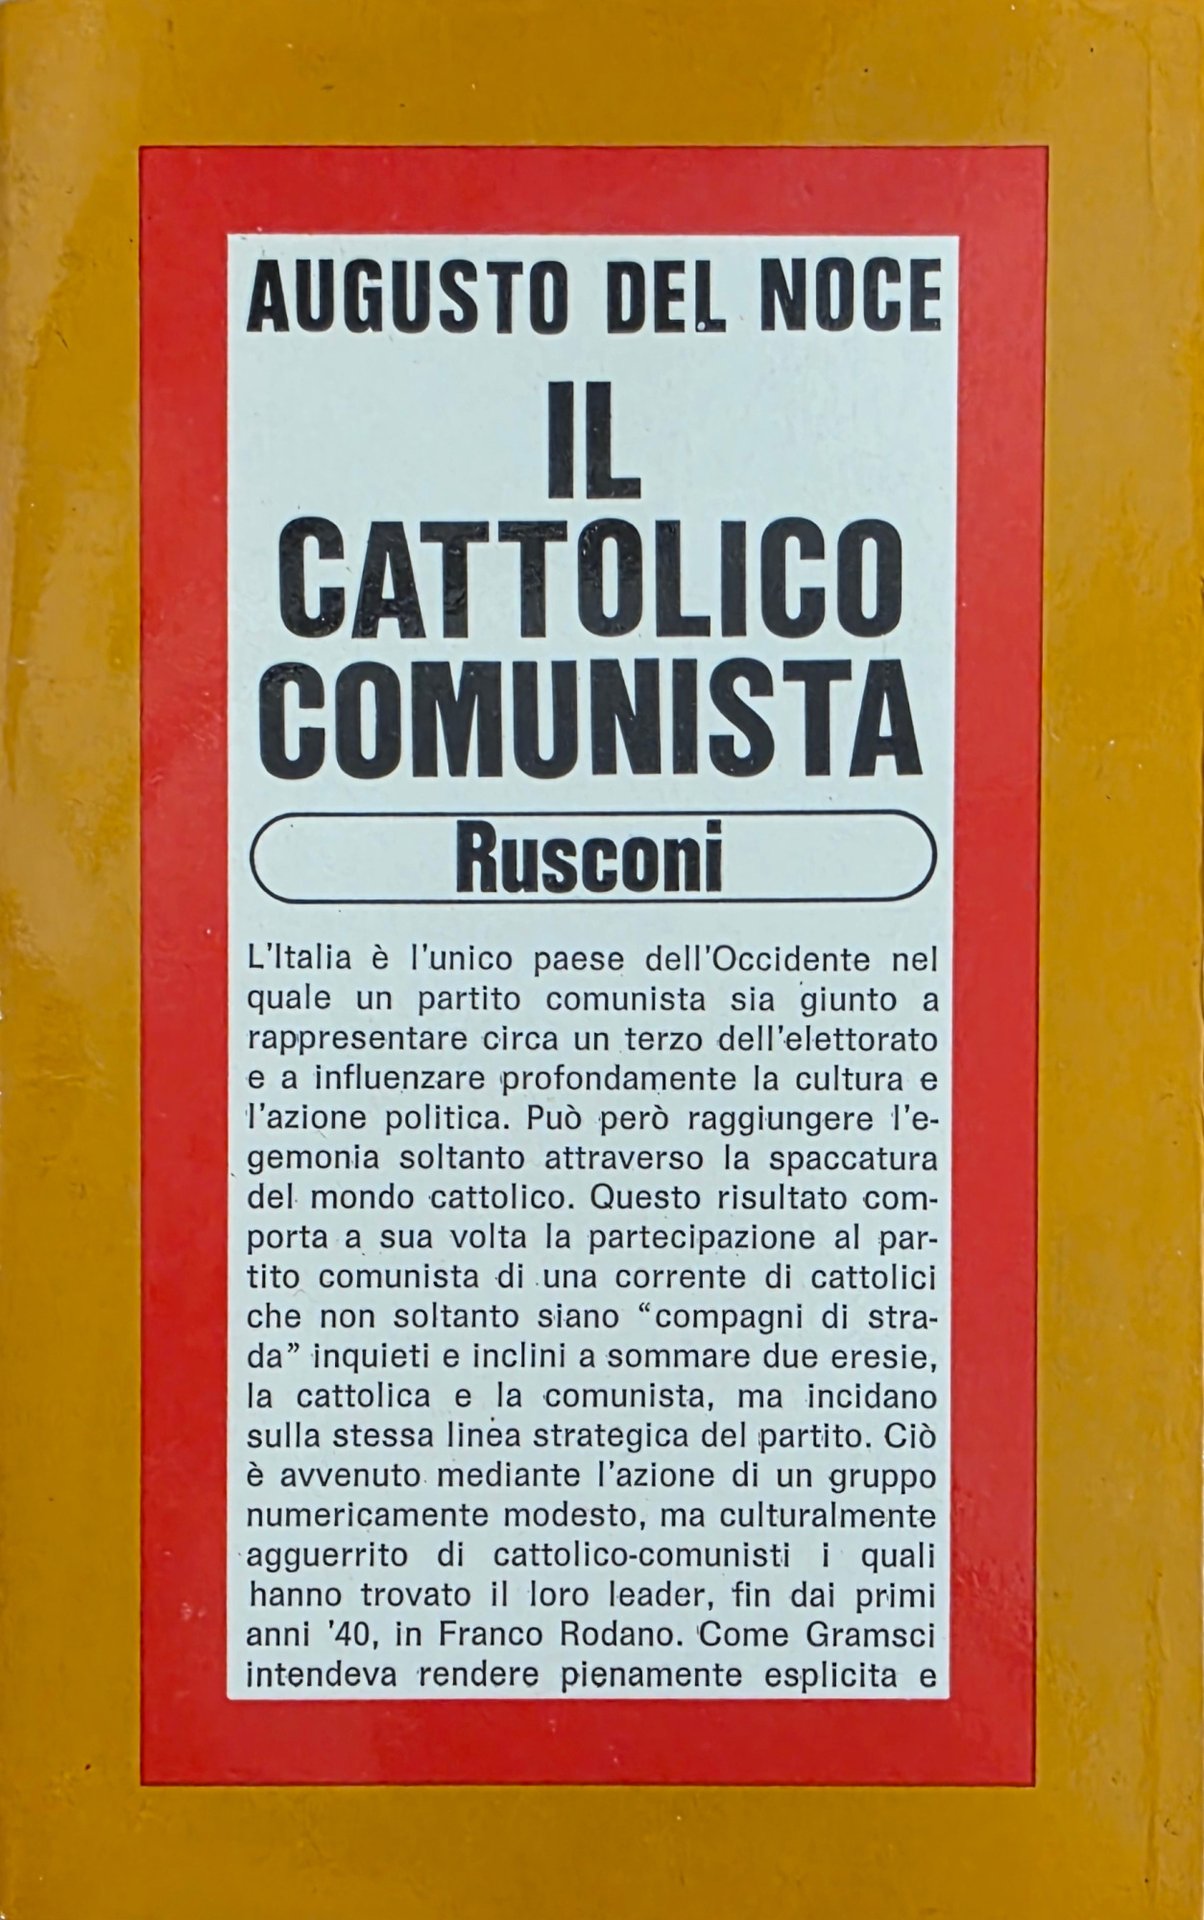 AUGUSTO DEL NOCE
IL
CATTOLICO
COMUNISTA
Rusconi
L'Italia è l'unico paese dell'Occidente nel
quale un partito comunista sia giunto a
rappresentare circa un terzo dell'elettorato
e a influenzare profondamente la cultura e
l'azione politica. Può però raggiungere l'e-
gemonia soltanto attraverso la spaccatura
del mondo cattolico. Questo risultato com-
porta a sua volta la partecipazione al par-
tito comunista di una corrente di cattolici
che non soltanto siano “compagni di stra-
da” inquieti e inclini a sommare due eresie,
la cattolica e la comunista, ma incidano
sulla stessa linea strategica del partito. Ciò
è avvenuto mediante l'azione di un gruppo
numericamente modesto, ma culturalmente
agguerrito di cattolico-comunisti i quali
hanno trovato il loro leader, fin dai primi
anni '40, in Franco Rodano. Come Gramsci
intendeva rendere pienamente esplicita e